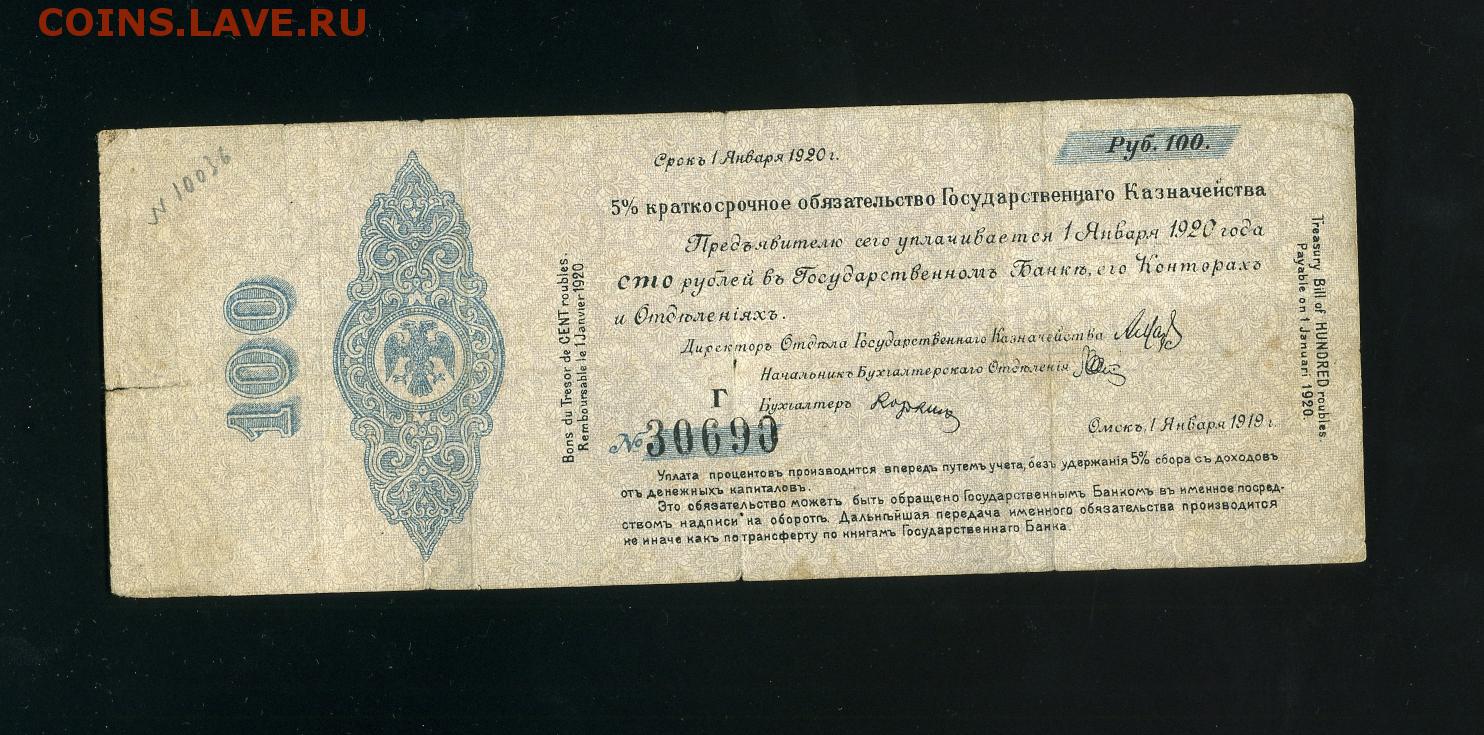 COINS.LAVE.RU
N 10036
100
Bons du Tresor de CENT roubles.
Remboursable le 1 Janvier 1920
Срокъ 1 Января 1920 г.
Руб. 100.
5% краткосрочное обязательство Государственнаго Казначейства
Предъявителю сего уплачивается 1 Января 1920 года
сто рублей въ Государственномъ Банкѣ, его Конторахъ
и Отдѣленіяхъ.
Директоръ Отдѣла Государственнаго Казначейства
Начальникъ Бухгалтерскаго Отдѣленія
Г Бухгалтеръ
№ 30690
Омскъ, 1 Января 1919 г.
Уплата процентовъ производится впередъ путемъ учета, безъ удержанія 5% сбора съ доходовъ
отъ денежныхъ капиталовъ.
Это обязательство можетъ быть обращено Государственнымъ Банкомъ въ именное посред-
ствомъ надписи на оборотѣ. Дальнѣйшая передача именного обязательства производится
не иначе какъ по трансферту по книгамъ Государственнаго Банка.
Treasury Bill of HUNDRED roubles
Payable on 1 Januari 1920.